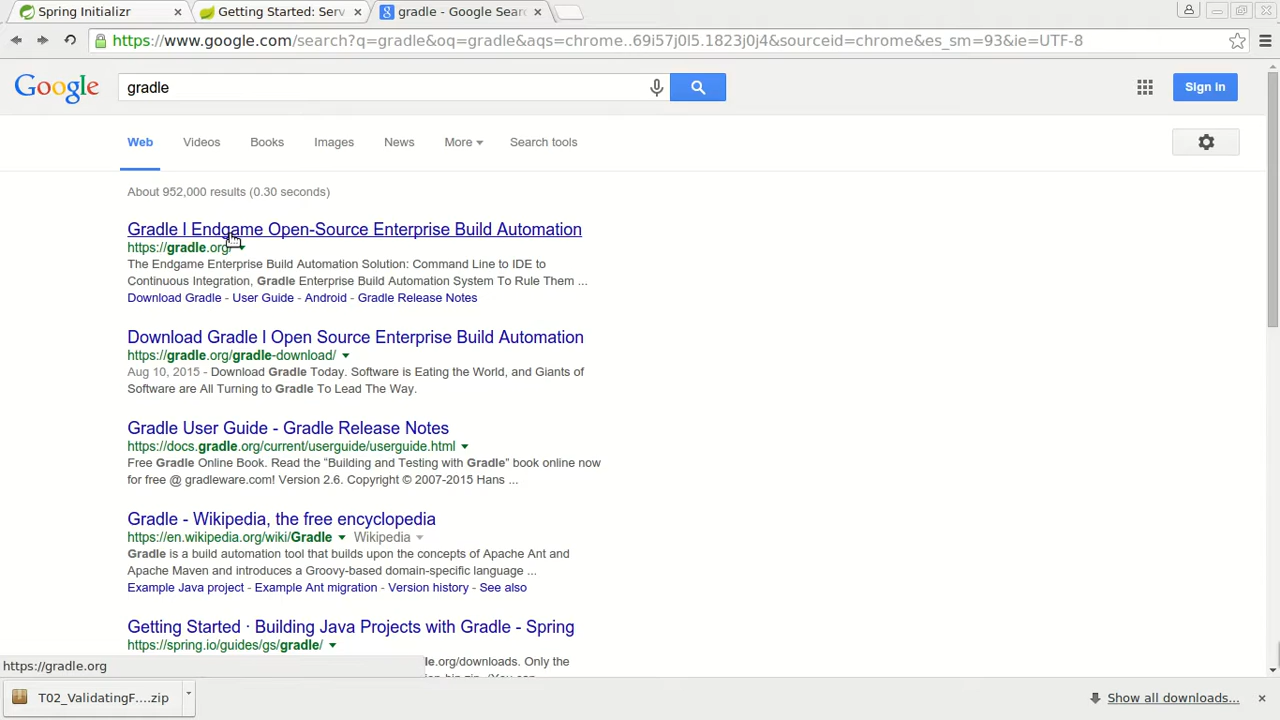 Spring Initializr
Getting Started: Serv
gradle - Google Sear
https://www.google.com/search?q=gradle&oq=gradle&aqs=chrome..69i57j0l5.1823j0j4&sourceid=chrome&es_sm=93&ie=UTF-8
Google
gradle
Sign in
Web Videos Books Images News More Search tools
About 952,000 results (0.30 seconds)
Gradle | Endgame Open-Source Enterprise Build Automation
https://gradle.org/
The Endgame Enterprise Build Automation Solution: Command Line to IDE to
Continuous Integration, Gradle Enterprise Build Automation System To Rule Them ...
Download Gradle - User Guide - Android - Gradle Release Notes
Download Gradle | Open Source Enterprise Build Automation
https://gradle.org/gradle-download/
Aug 10, 2015 - Download Gradle Today. Software is Eating the World, and Giants of
Software are All Turning to Gradle To Lead The Way.
Gradle User Guide - Gradle Release Notes
https://docs.gradle.org/current/userguide/userguide.html
Free Gradle Online Book. Read the "Building and Testing with Gradle" book online now
for free @ gradleware.com! Version 2.6. Copyright © 2007-2015 Hans ...
Gradle - Wikipedia, the free encyclopedia
https://en.wikipedia.org/wiki/Gradle Wikipedia
Gradle is a build automation tool that builds upon the concepts of Apache Ant and
Apache Maven and introduces a Groovy-based domain-specific language ...
Example Java project - Example Ant migration - Version history - See also
Getting Started · Building Java Projects with Gradle - Spring
https://spring.io/guides/gs/gradle/
le.org/downloads. Only the
https://gradle.org
T02_ValidatingF....zip
Show all downloads...